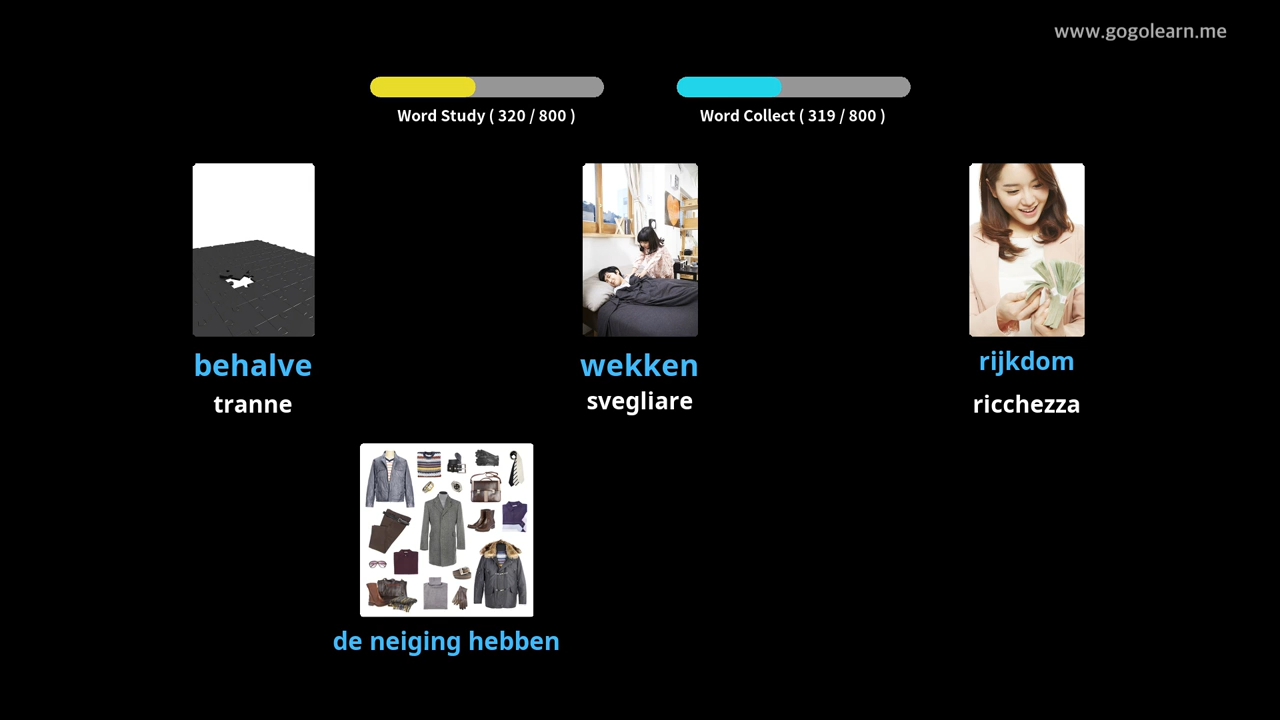 www.gogolearn.me
Word Study ( 320 / 800 )
Word Collect ( 319 / 800 )
behalve
tranne
wekken
svegliare
rijkdom
ricchezza
de neiging hebben